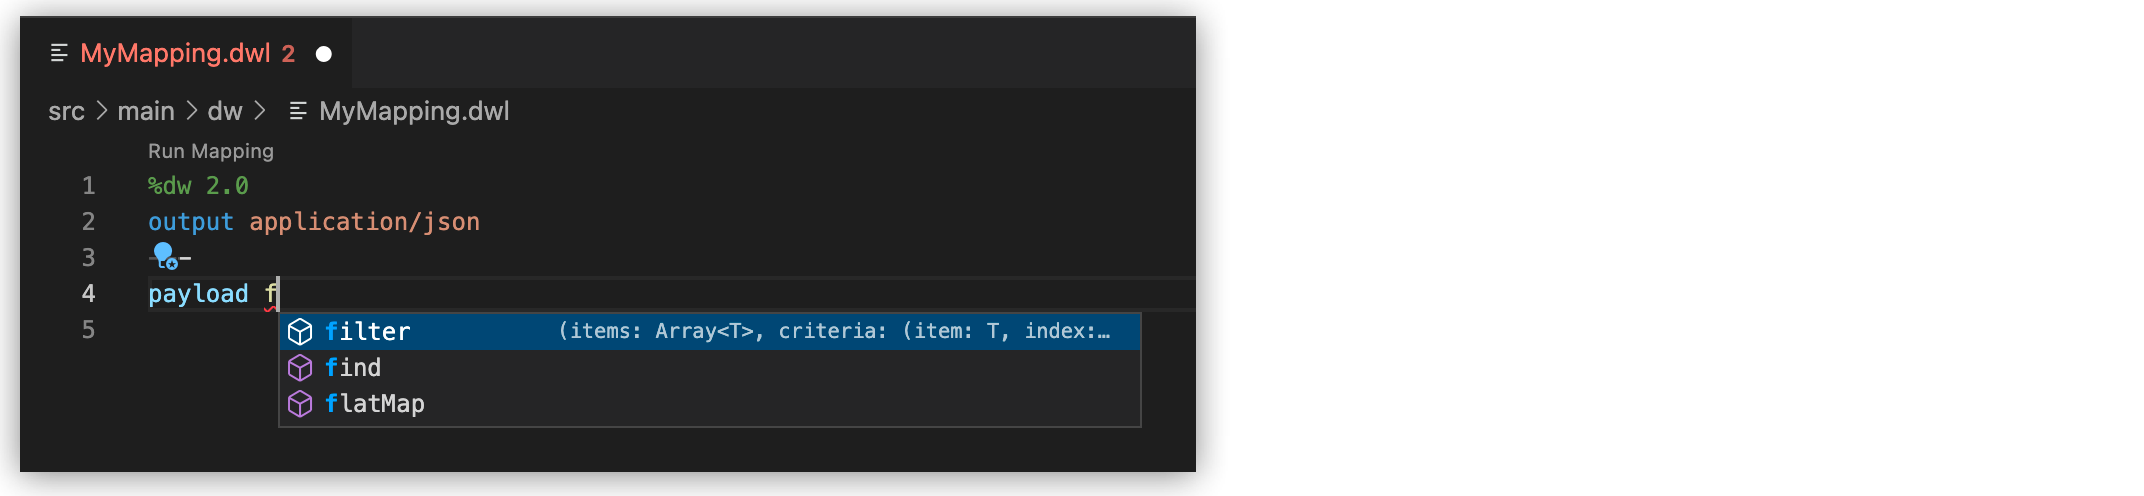 MyMapping.dwl 2
src > main > dw > MyMapping.dwl
Run Mapping
1 %dw 2.0
2 output application/json
3 ---
4 payload f
5
filter (items: Array<T>, criteria: (item: T, index:…
find
flatMap